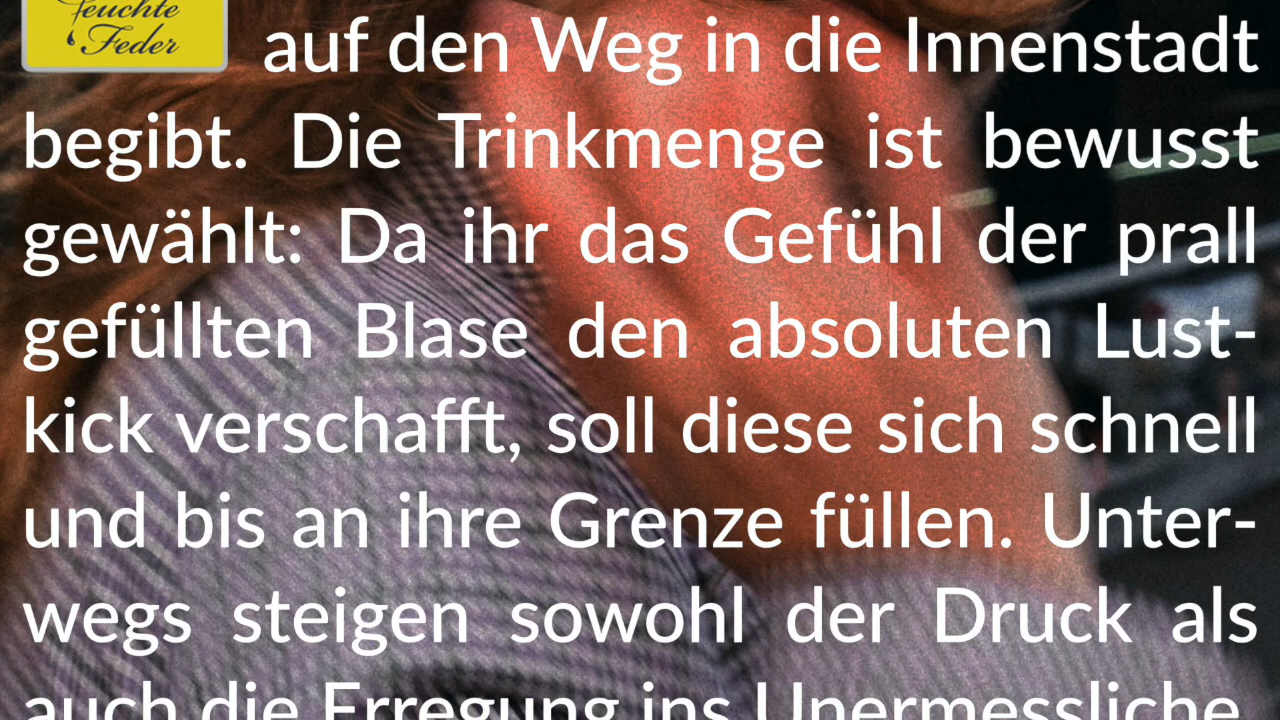 feuchte
Feder
auf den Weg in die Innenstadt
begibt. Die Trinkmenge ist bewusst
gewählt: Da ihr das Gefühl der prall
gefüllten Blase den absoluten Lust-
kick verschafft, soll diese sich schnell
und bis an ihre Grenze füllen. Unter-
wegs steigen sowohl der Druck als
auch die Erregung ins Unermessliche.